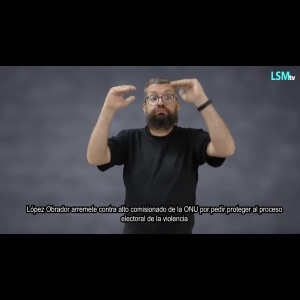 LSMtv
López Obrador arremete contra alto comisionado de la ONU por pedir proteger al proceso
electoral de la violencia